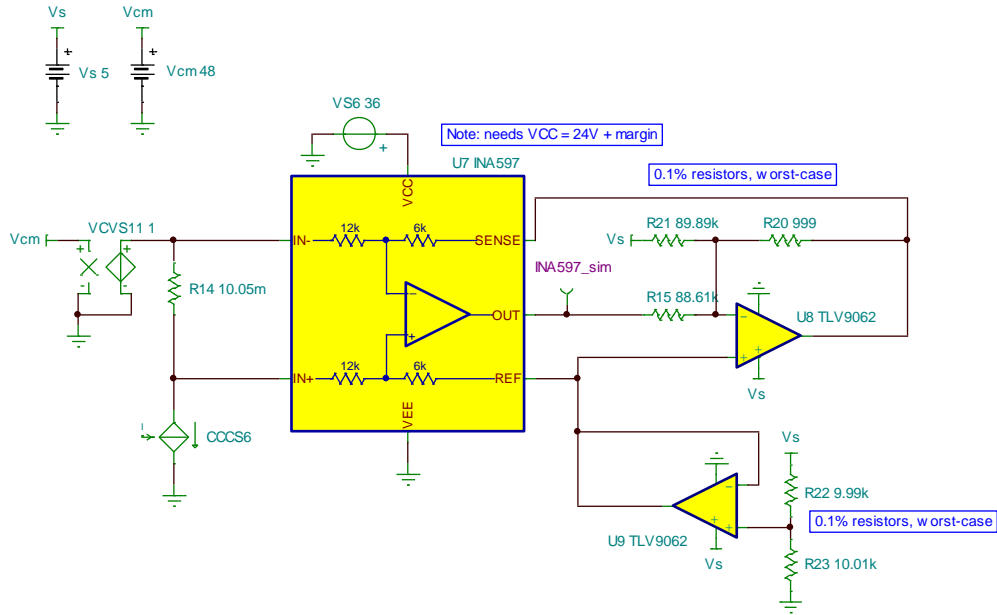 Vs
Vcm
Vs 5
Vcm 48
VS6 36
Note: needs VCC = 24V + margin
U7 INA597
0.1% resistors, worst-case
VCC
Vcm
VCVS11 1
IN-
12k
6k
SENSE
Vs
R21 89.89k
R20 999
R14 10.05m
INA597_sim
OUT
R15 88.61k
U8 TLV9062
IN+
12k
6k
REF
Vs
VEE
CCCS6
Vs
R22 9.99k
0.1% resistors, worst-case
U9 TLV9062
Vs
R23 10.01k